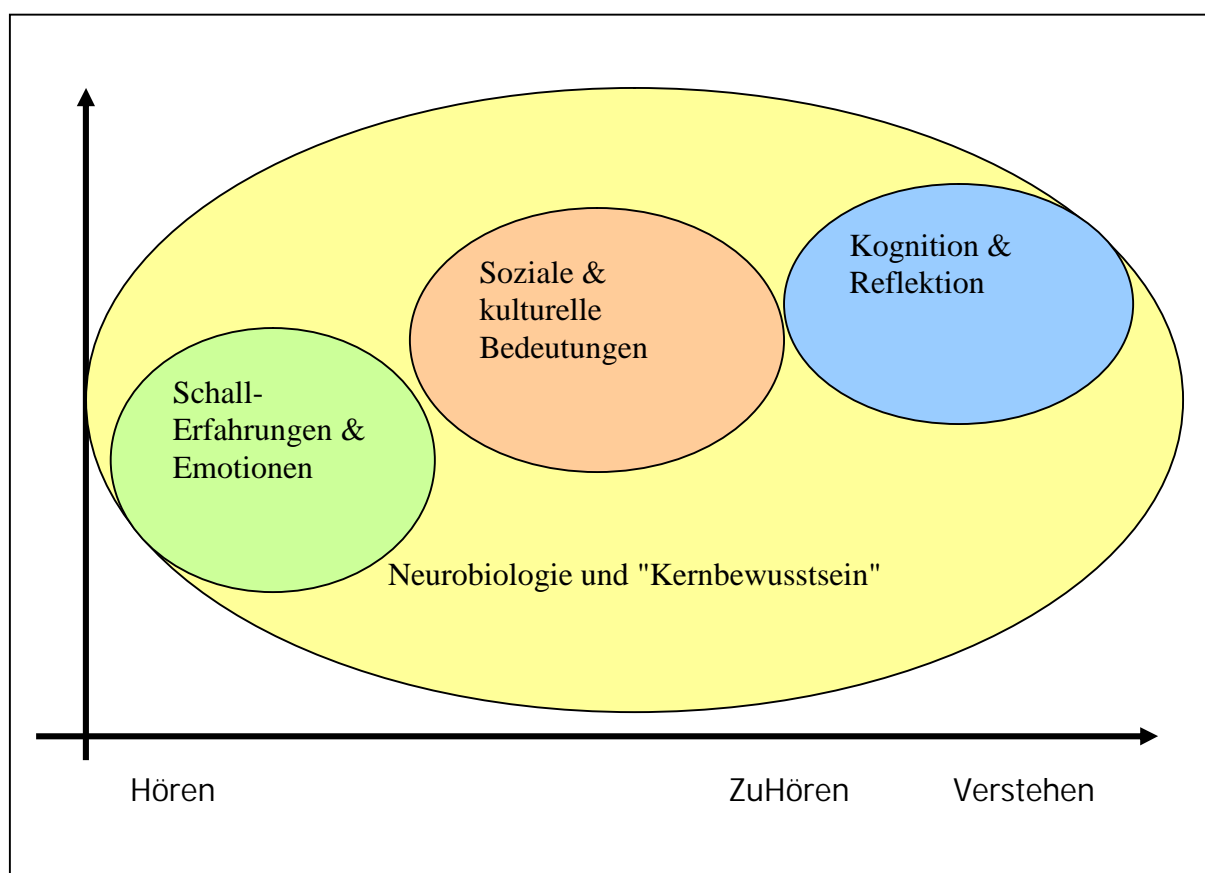 Kognition &
Reflektion
Soziale &
kulturelle
Bedeutungen
Schall-
Erfahrungen &
Emotionen
Neurobiologie und "Kernbewusstsein"
Hören
ZuHören
Verstehen